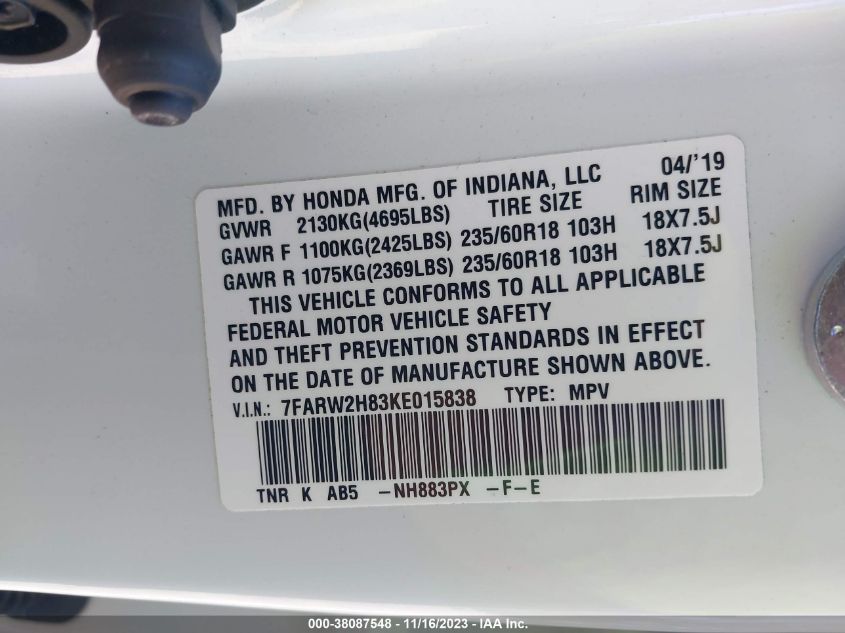 MFD. BY HONDA MFG. OF INDIANA, LLC 04/'19
GVWR 2130KG(4695LBS) TIRE SIZE RIM SIZE
GAWR F 1100KG(2425LBS) 235/60R18 103H 18X7.5J
GAWR R 1075KG(2369LBS) 235/60R18 103H 18X7.5J
THIS VEHICLE CONFORMS TO ALL APPLICABLE
FEDERAL MOTOR VEHICLE SAFETY
AND THEFT PREVENTION STANDARDS IN EFFECT
ON THE DATE OF MANUFACTURE SHOWN ABOVE.
V.I.N.: 7FARW2H83KE015838 TYPE: MPV
TNR K AB5 -NH883PX -F-E
000-38087548 - 11/16/2023 - IAA Inc.